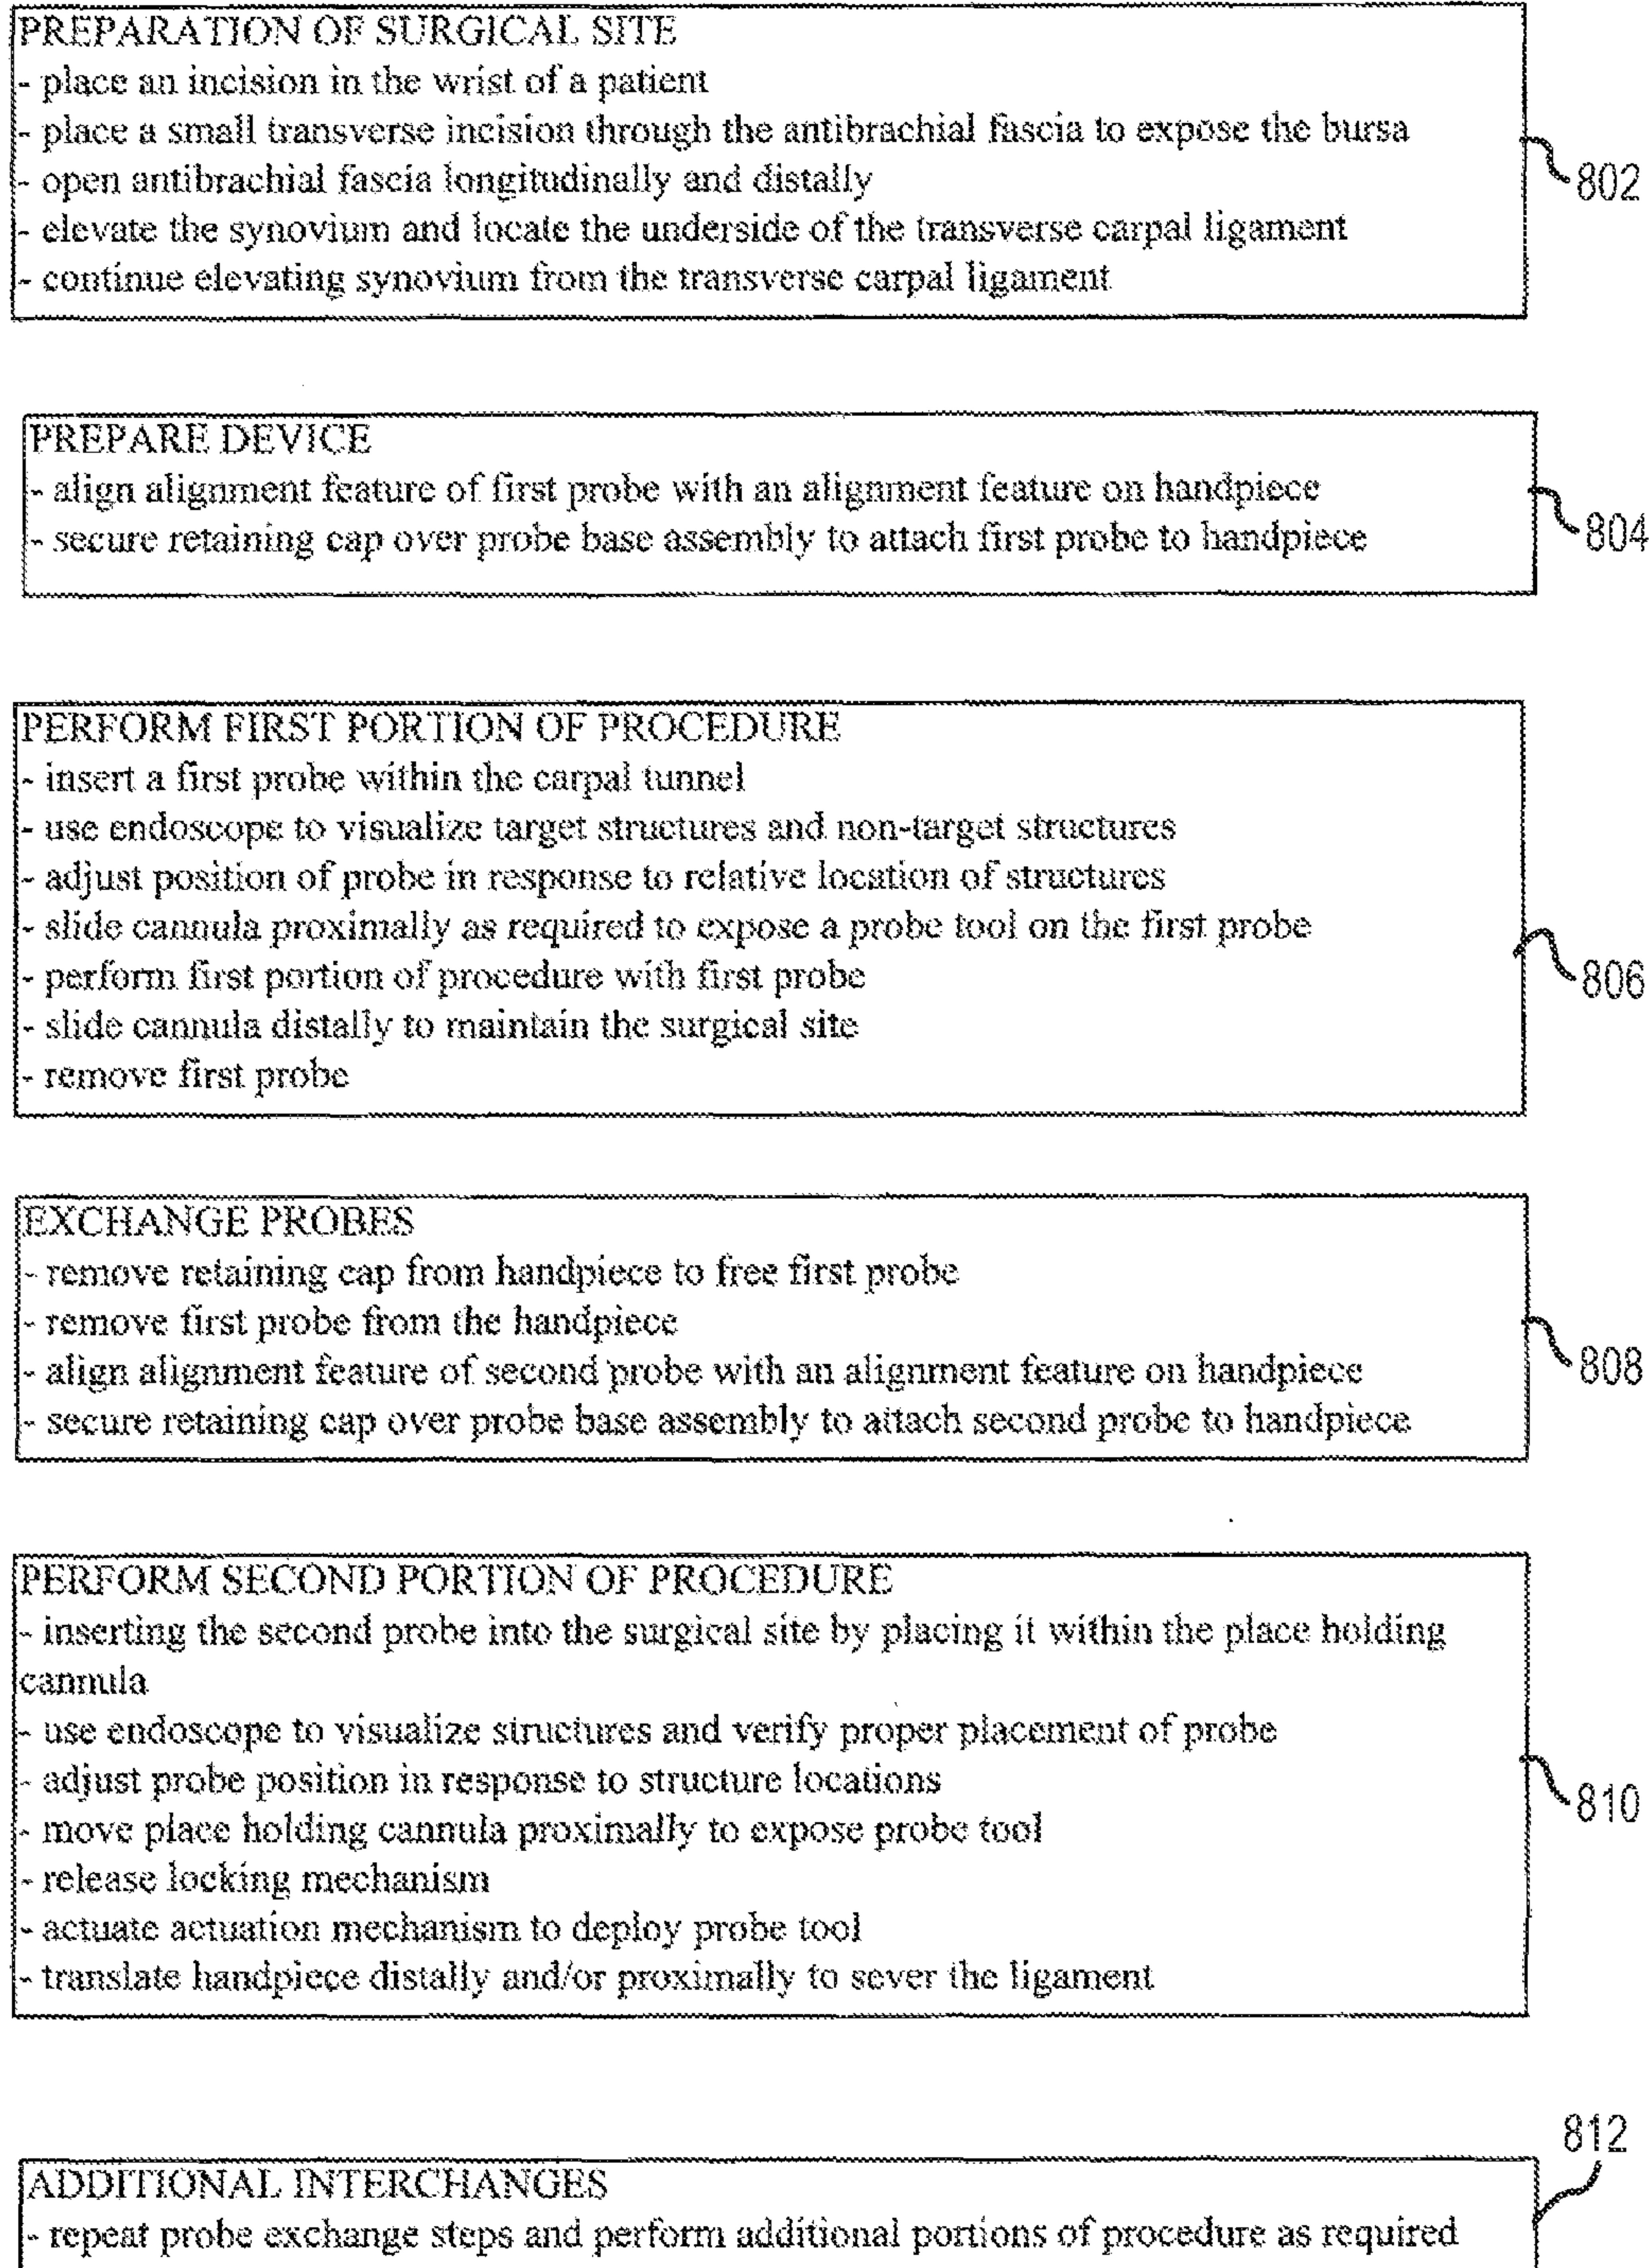 PREPARATION OF SURGICAL SITE
- place an incision in the wrist of a patient
- place a small transverse incision through the antibrachial fascia to expose the bursa
- open antibrachial fascia longitudinally and distally
- elevate the synovium and locate the underside of the transverse carpal ligament
- continue elevating synovium from the transverse carpal ligament
802
PREPARE DEVICE
- align alignment feature of first probe with an alignment feature on handpiece
- secure retaining cap over probe base assembly to attach first probe to handpiece
804
PERFORM FIRST PORTION OF PROCEDURE
- insert a first probe within the carpal tunnel
- use endoscope to visualize target structures and non-target structures
- adjust position of probe in response to relative location of structures
- slide cannula proximally as required to expose a probe tool on the first probe
- perform first portion of procedure with first probe
- slide cannula distally to maintain the surgical site
- remove first probe
806
EXCHANGE PROBES
- remove retaining cap from handpiece to free first probe
- remove first probe from the handpiece
- align alignment feature of second probe with an alignment feature on handpiece
- secure retaining cap over probe base assembly to attach second probe to handpiece
808
PERFORM SECOND PORTION OF PROCEDURE
- inserting the second probe into the surgical site by placing it within the place holding
cannula
- use endoscope to visualize structures and verify proper placement of probe
- adjust probe position in response to structure locations
- move place holding cannula proximally to expose probe tool
- release locking mechanism
- actuate actuation mechanism to deploy probe tool
- translate handpiece distally and/or proximally to sever the ligament
810
812
ADDITIONAL INTERCHANGES
- repeat probe exchange steps and perform additional portions of procedure as required